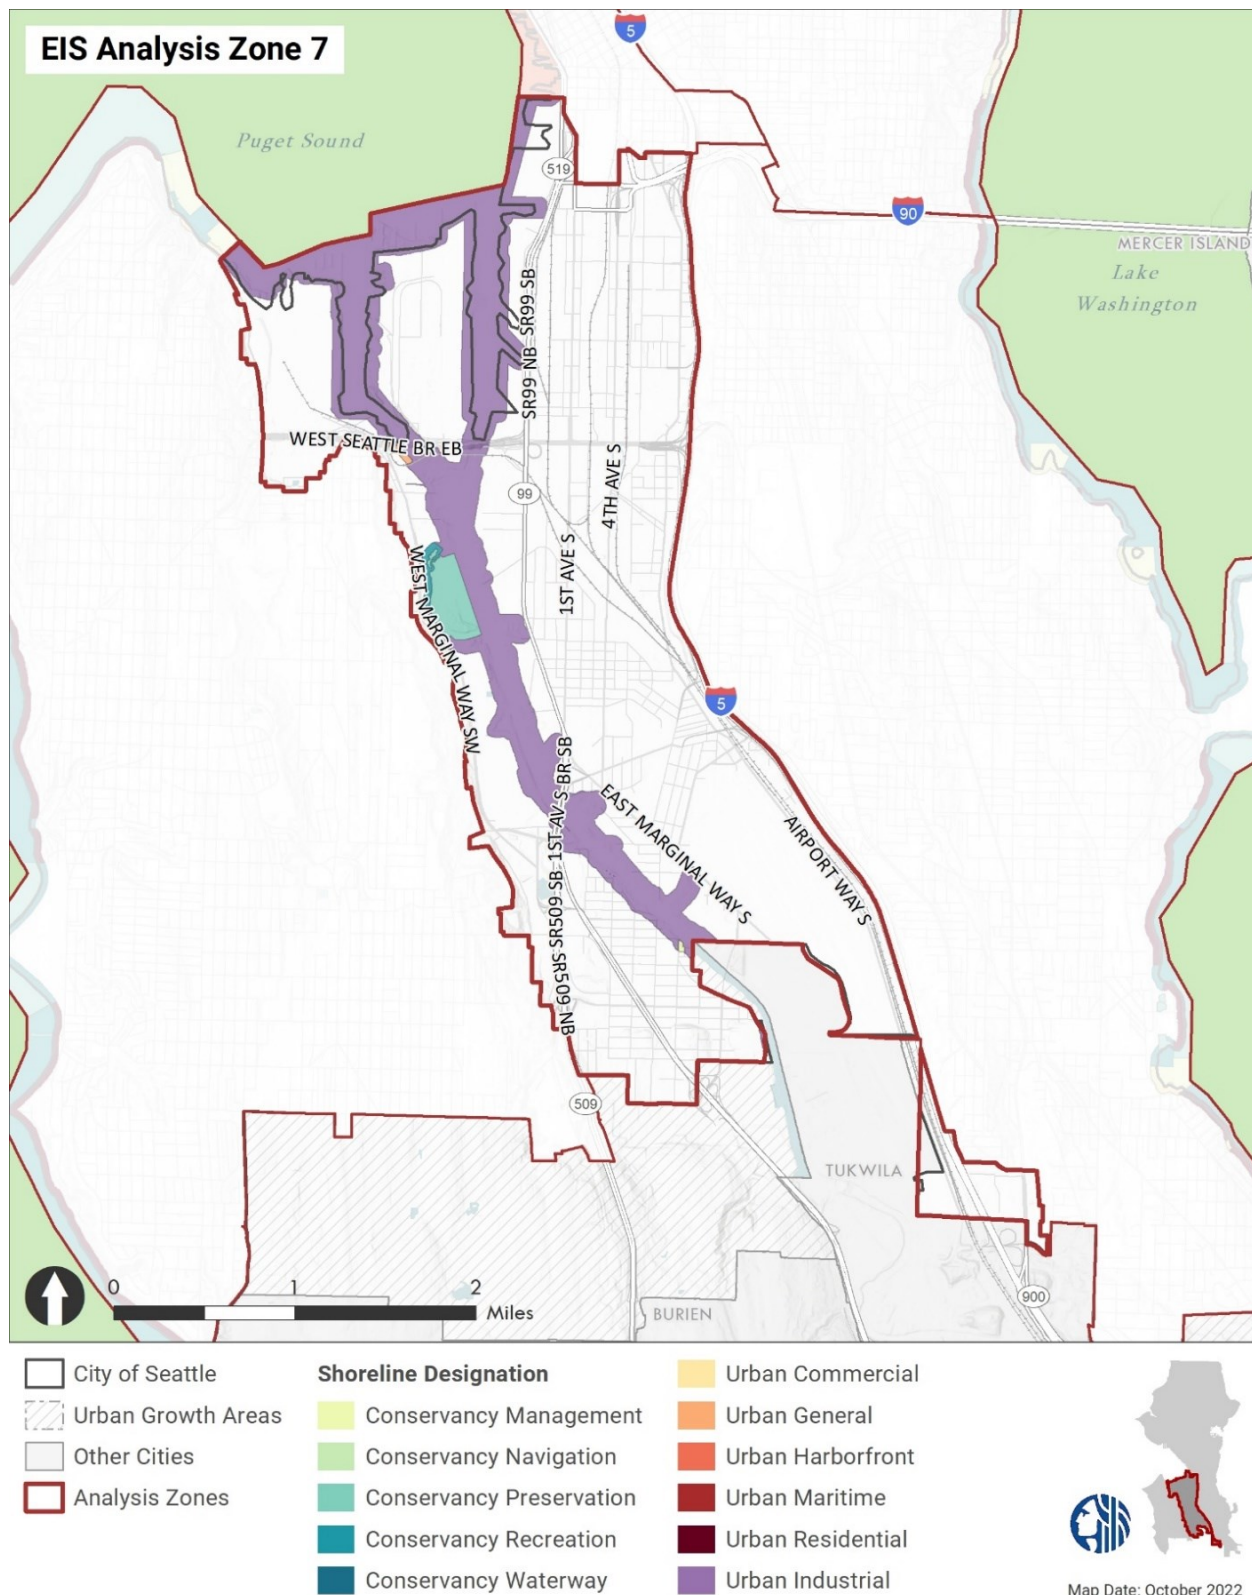 EIS Analysis Zone 7
5
Puget Sound
519
90
MERCER ISLAND
Lake
Washington
SR99 NB SR99 SB
WEST SEATTLE BR EB
99
4TH AVE S
1ST AVE S
WEST MARGINAL WAY SW
5
SR509 NB SR509 SB 1ST AV S BR SB
EAST MARGINAL WAY S
AIRPORT WAY S
509
TUKWILA
0 1 2
Miles
BURIEN
900
City of Seattle
Urban Growth Areas
Other Cities
Analysis Zones
Shoreline Designation
Conservancy Management
Conservancy Navigation
Conservancy Preservation
Conservancy Recreation
Conservancy Waterway
Urban Commercial
Urban General
Urban Harborfront
Urban Maritime
Urban Residential
Urban Industrial
Map Date: October 2022